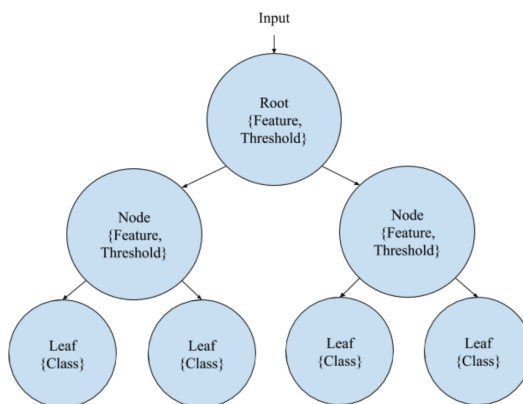 Input
Root
{Feature,
Threshold}
Node
{Feature,
Threshold}
Node
{Feature,
Threshold}
Leaf
{Class}
Leaf
{Class}
Leaf
{Class}
Leaf
{Class}